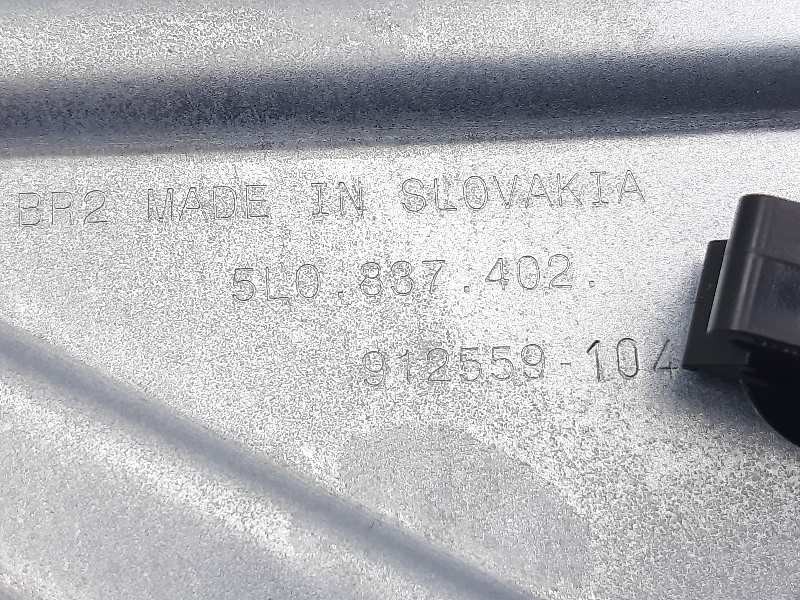 BR2 MADE IN SLOVAKIA
5L0.837.402.
912559-104